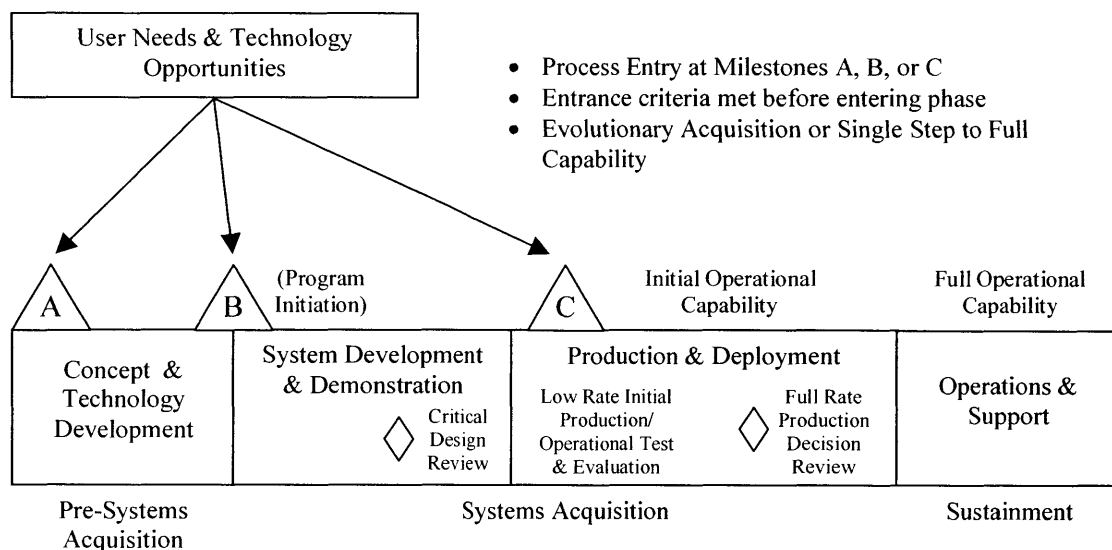 User Needs & Technology
Opportunities
• Process Entry at Milestones A, B, or C
• Entrance criteria met before entering phase
• Evolutionary Acquisition or Single Step to Full
Capability
A
B
(Program
Initiation)
C
Initial Operational
Capability
Full Operational
Capability
Concept &
Technology
Development
System Development
& Demonstration
Critical
Design
Review
Production & Deployment
Low Rate Initial
Production/
Operational Test
& Evaluation
Full Rate
Production
Decision
Review
Operations &
Support
Pre-Systems
Acquisition
Systems Acquisition
Sustainment